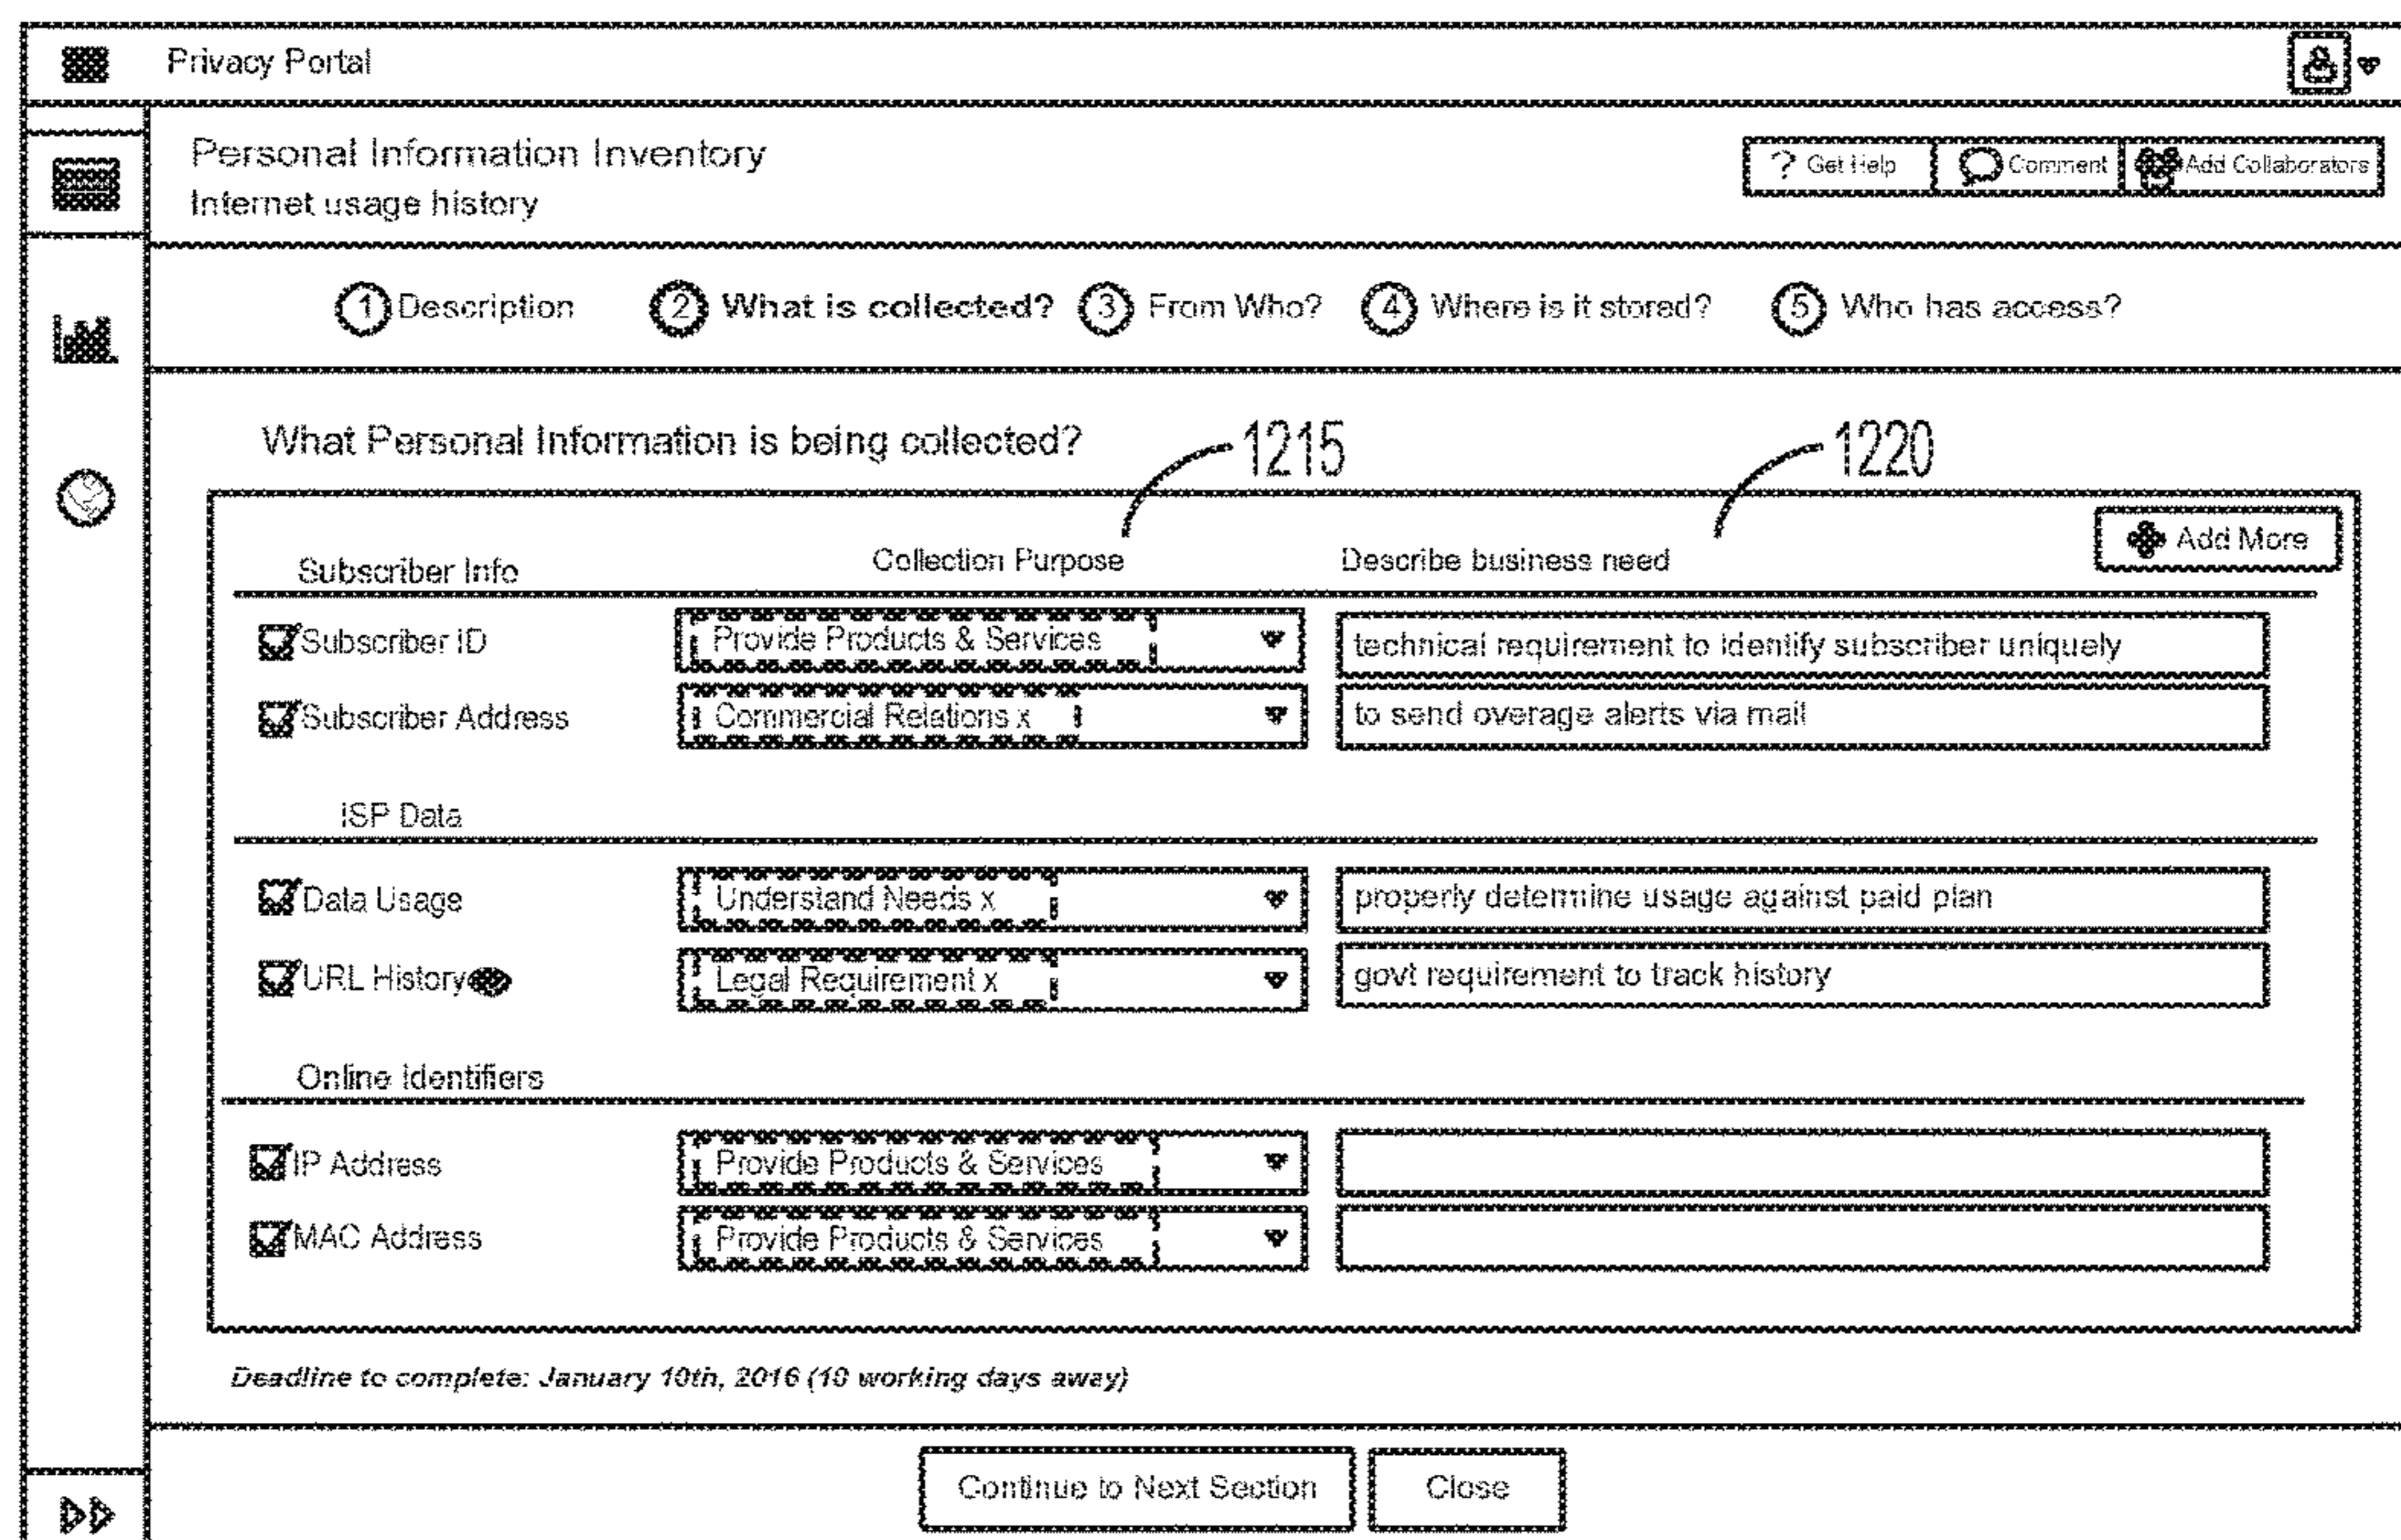 Privacy Portal
Personal Information Inventory
Internet usage history
? Get Help
Comment
Add Collaborators
1 Description
2 What is collected?
3 From Who?
4 Where is it stored?
5 Who has access?
What Personal Information is being collected?
1215
1220
Subscriber Info Collection Purpose Describe business need Add More
Subscriber ID Provide Products & Services technical requirement to identify subscriber uniquely
Subscriber Address Commercial Relations x to send overage alerts via mail
ISP Data
Data Usage Understand Needs x properly determine usage against paid plan
URL History Legal Requirement x govt requirement to track history
Online Identifiers
IP Address Provide Products & Services
MAC Address Provide Products & Services
Deadline to complete: January 10th, 2016 (10 working days away)
Continue to Next Section
Close